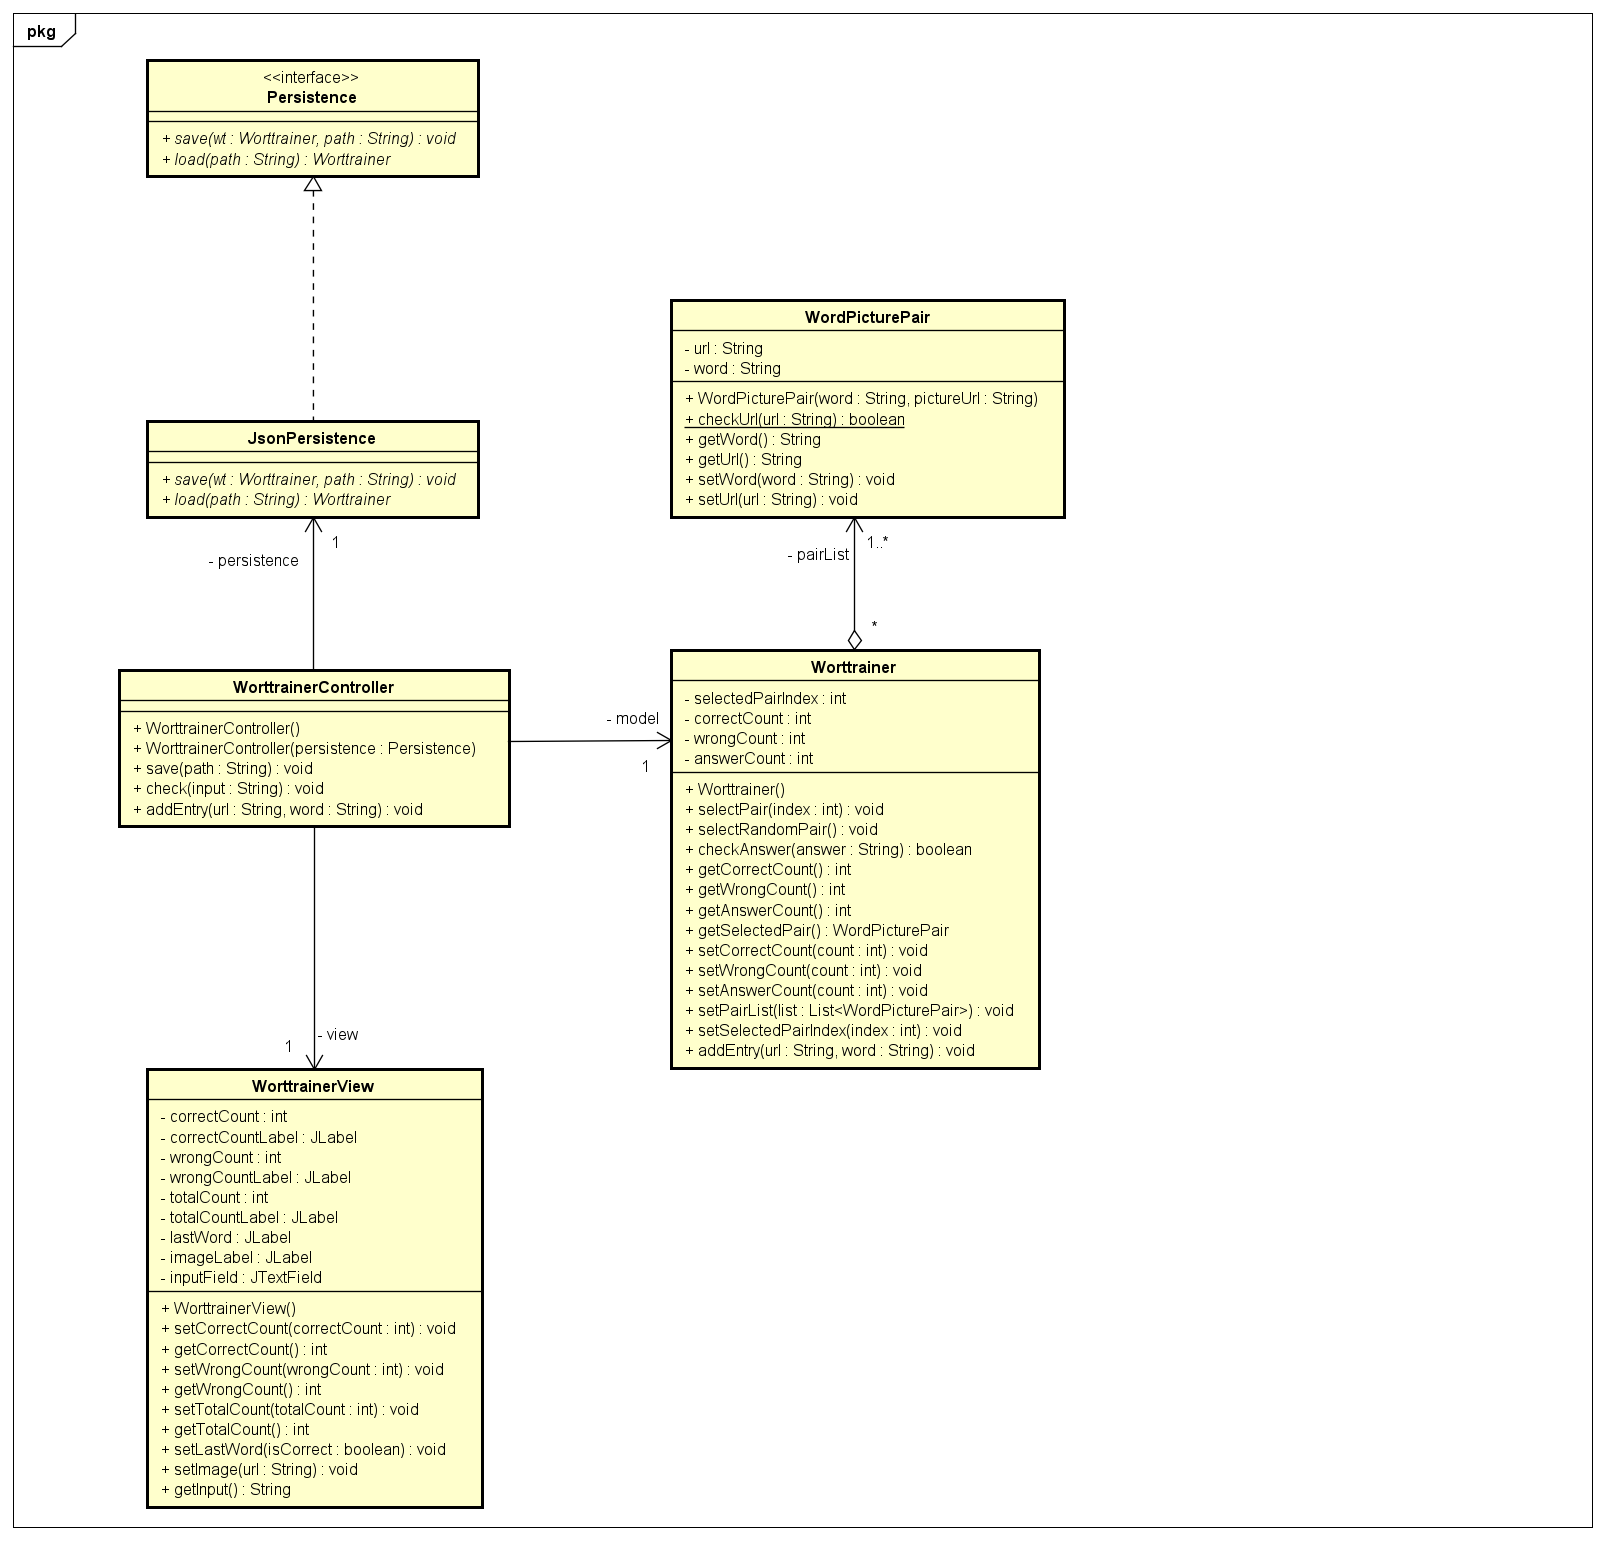 pkg
<<interface>>
Persistence
+ save(wt : Worttrainer, path : String) : void
+ load(path : String) : Worttrainer
WordPicturePair
- url : String
- word : String
+ WordPicturePair(word : String, pictureUrl : String)
+ checkUrl(url : String) : boolean
+ getWord() : String
+ getUrl() : String
+ setWord(word : String) : void
+ setUrl(url : String) : void
JsonPersistence
+ save(wt : Worttrainer, path : String) : void
+ load(path : String) : Worttrainer
1
- persistence
1..*
- pairList
*
WorttrainerController
+ WorttrainerController()
+ WorttrainerController(persistence : Persistence)
+ save(path : String) : void
+ check(input : String) : void
+ addEntry(url : String, word : String) : void
- model
1
Worttrainer
- selectedPairIndex : int
- correctCount : int
- wrongCount : int
- answerCount : int
+ Worttrainer()
+ selectPair(index : int) : void
+ selectRandomPair() : void
+ checkAnswer(answer : String) : boolean
+ getCorrectCount() : int
+ getWrongCount() : int
+ getAnswerCount() : int
+ getSelectedPair() : WordPicturePair
+ setCorrectCount(count : int) : void
+ setWrongCount(count : int) : void
+ setAnswerCount(count : int) : void
+ setPairList(list : List<WordPicturePair>) : void
+ setSelectedPairIndex(index : int) : void
+ addEntry(url : String, word : String) : void
- view
1
WorttrainerView
- correctCount : int
- correctCountLabel : JLabel
- wrongCount : int
- wrongCountLabel : JLabel
- totalCount : int
- totalCountLabel : JLabel
- lastWord : JLabel
- imageLabel : JLabel
- inputField : JTextField
+ WorttrainerView()
+ setCorrectCount(correctCount : int) : void
+ getCorrectCount() : int
+ setWrongCount(wrongCount : int) : void
+ getWrongCount() : int
+ setTotalCount(totalCount : int) : void
+ getTotalCount() : int
+ setLastWord(isCorrect : boolean) : void
+ setImage(url : String) : void
+ getInput() : String